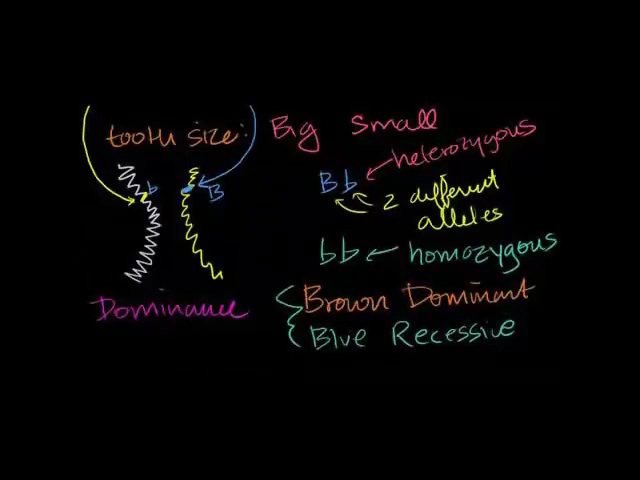 tooth size: Big small
Bb ← heterozygous
b B
2 different
alleles
bb ← homozygous
Dominance
Brown Dominant
Blue Recessive